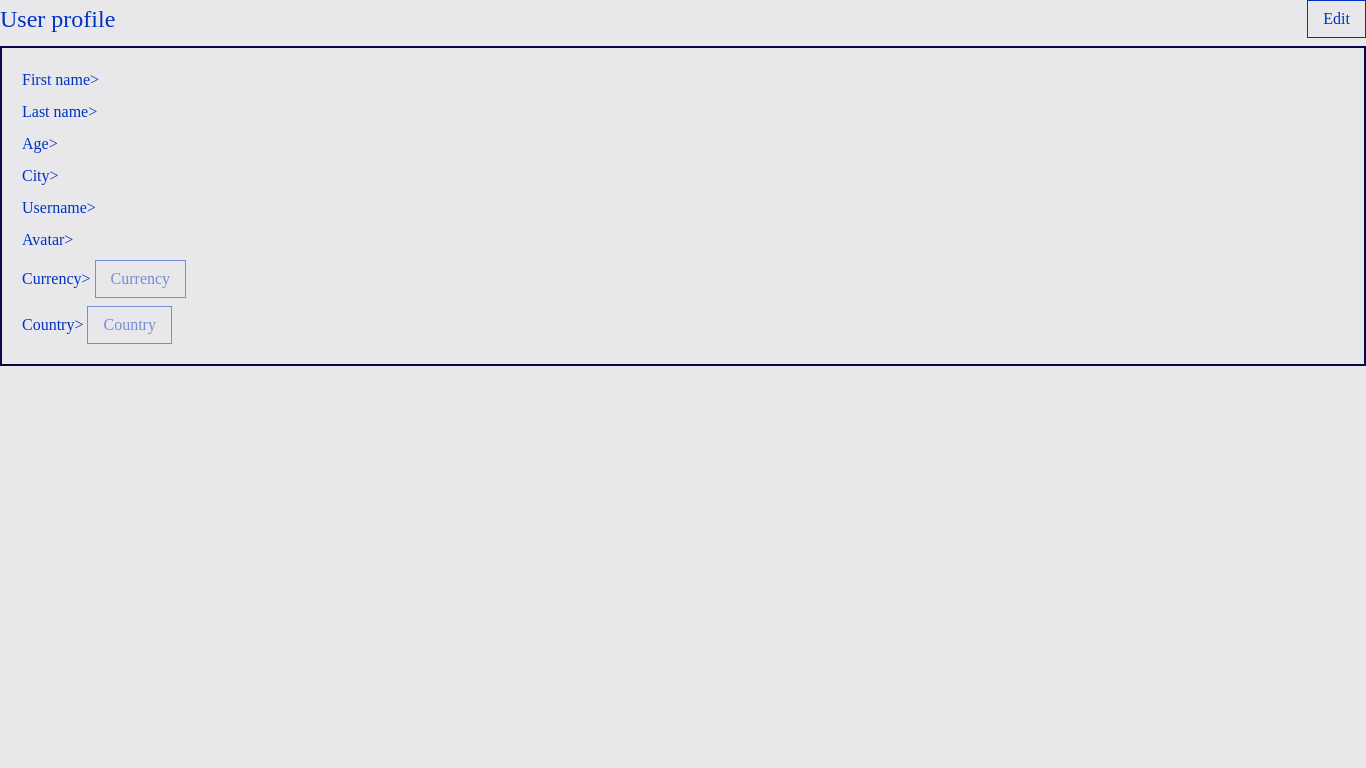 User profile
Edit
First name>
Last name>
Age>
City>
Username>
Avatar>
Currency> Currency
Country> Country